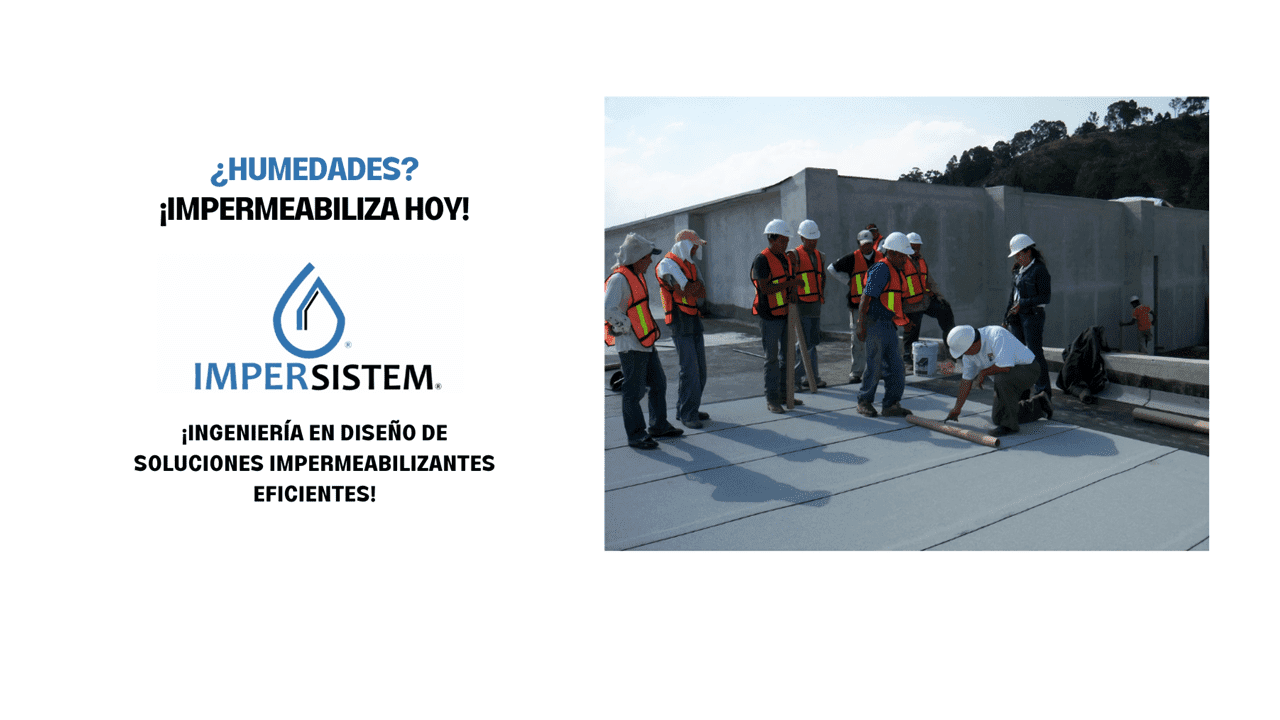 ¿HUMEDADES?
¡IMPERMEABILIZA HOY!
IMPERSISTEM®
¡INGENIERÍA EN DISEÑO DE
SOLUCIONES IMPERMEABILIZANTES
EFICIENTES!